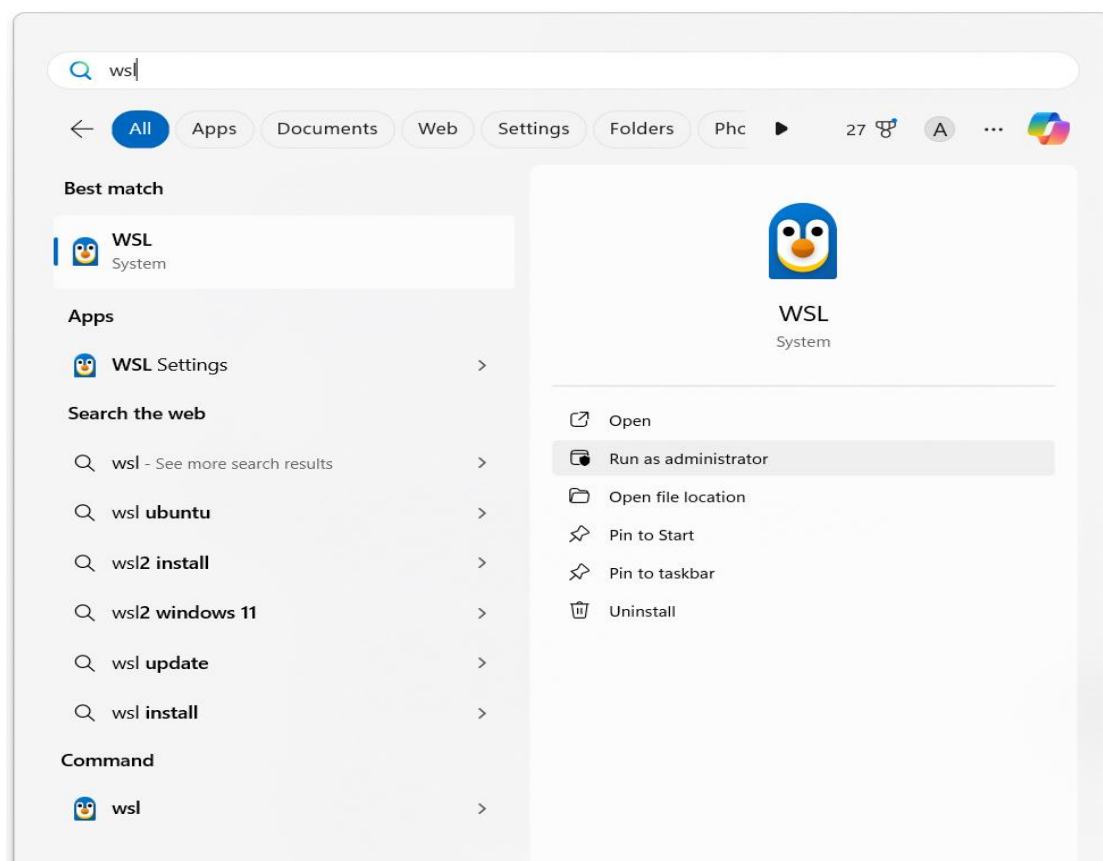 wsl
All Apps Documents Web Settings Folders Phc 27 A ...
Best match
WSL
System
Apps
WSL Settings
Search the web
wsl - See more search results
wsl ubuntu
wsl2 install
wsl2 windows 11
wsl update
wsl install
Command
wsl
WSL
System
Open
Run as administrator
Open file location
Pin to Start
Pin to taskbar
Uninstall